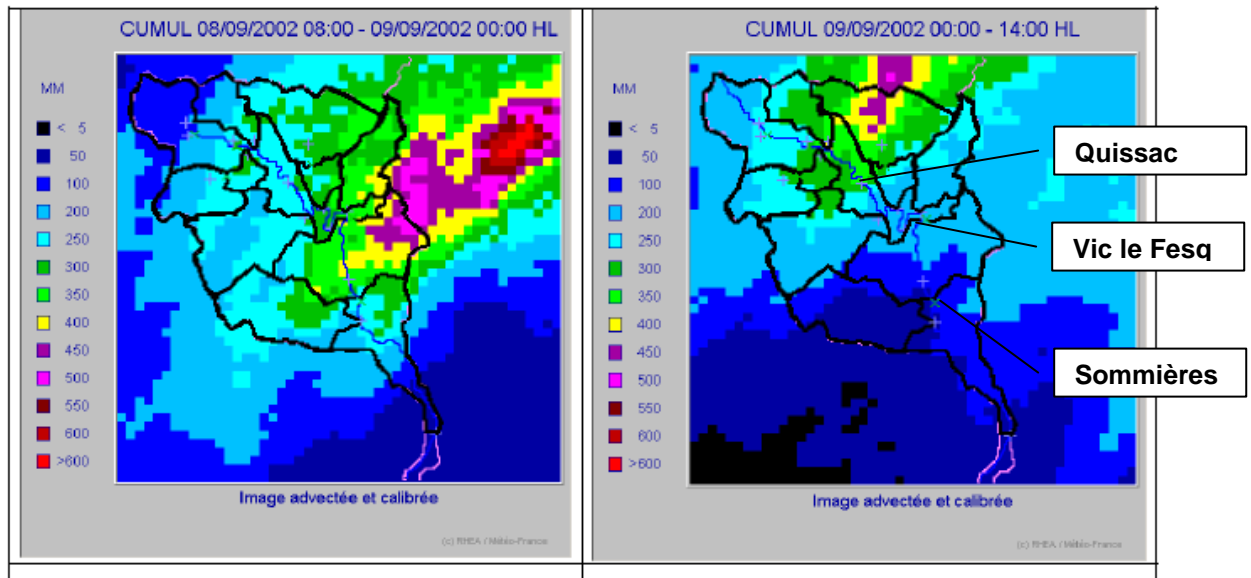 CUMUL 08/09/2002 08:00 - 09/09/2002 00:00 HL
MM
< 5
50
100
200
250
300
350
400
450
500
550
600
>600
Image advectée et calibrée
(c) RHEA / Météo-France
CUMUL 09/09/2002 00:00 - 14:00 HL
MM
< 5
50
100
200
250
300
350
400
450
500
550
600
>600
Quissac
Vic le Fesq
Sommières
Image advectée et calibrée
(c) RHEA / Météo-France